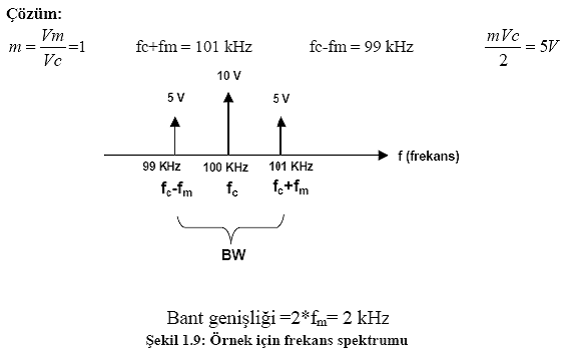 Çözüm:
m = Vm/Vc =1 fc+fm = 101 kHz fc-fm = 99 kHz mVc/2 = 5V
10 V
5 V 5 V
f (frekans)
99 KHz 100 KHz 101 KHz
fc-fm fc fc+fm
BW
Bant genişliği =2*fm= 2 kHz
Şekil 1.9: Örnek için frekans spektrumu